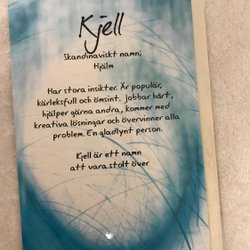 Kjell
Skandinaviskt namn;
Hjälm
Har stora insikter. Är populär,
kärleksfull och ömsint. Jobbar hårt,
hjälper gärna andra, kommer med
kreativa lösningar och övervinner alla
problem. En gladlynt person.
Kjell är ett namn
att vara stolt över